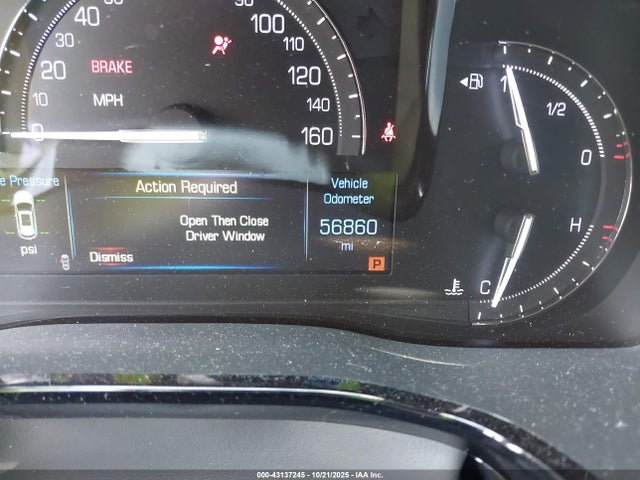 40
30
20
10
0
BRAKE
MPH
100
110
120
140
160
1
1/2
0
H
C
e Pressure
psi
Action Required
Open Then Close
Driver Window
Dismiss
Vehicle
Odometer
56860
mi
P
000-43137245 - 10/21/2025 - IAA Inc.